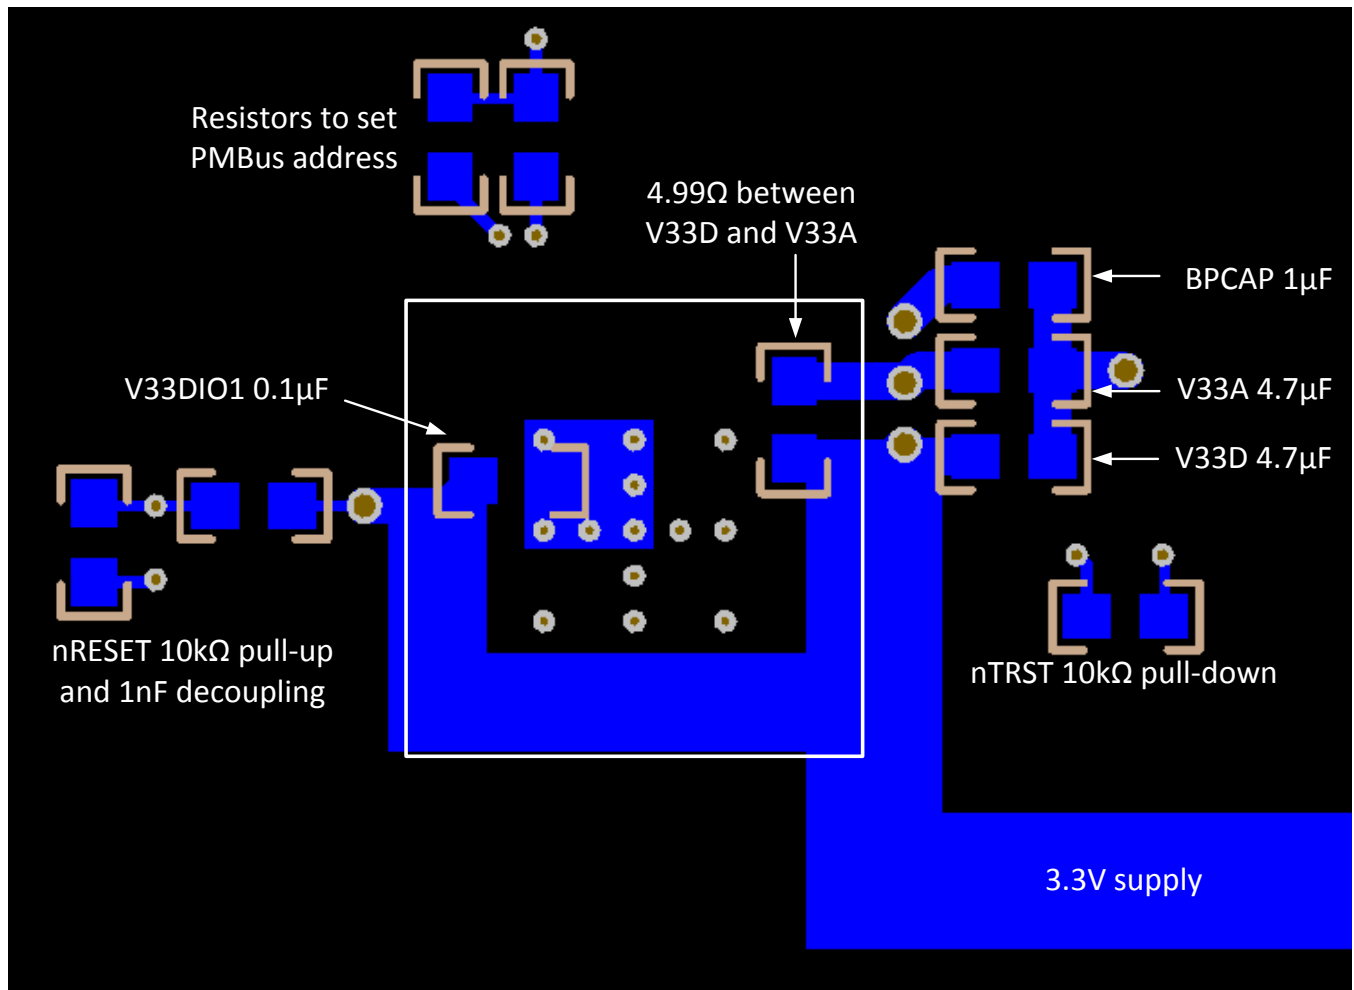 Resistors to set
PMBus address
4.99Ω between
V33D and V33A
BPCAP 1µF
V33DIO1 0.1µF
V33A 4.7µF
V33D 4.7µF
nRESET 10kΩ pull-up
and 1nF decoupling
nTRST 10kΩ pull-down
3.3V supply